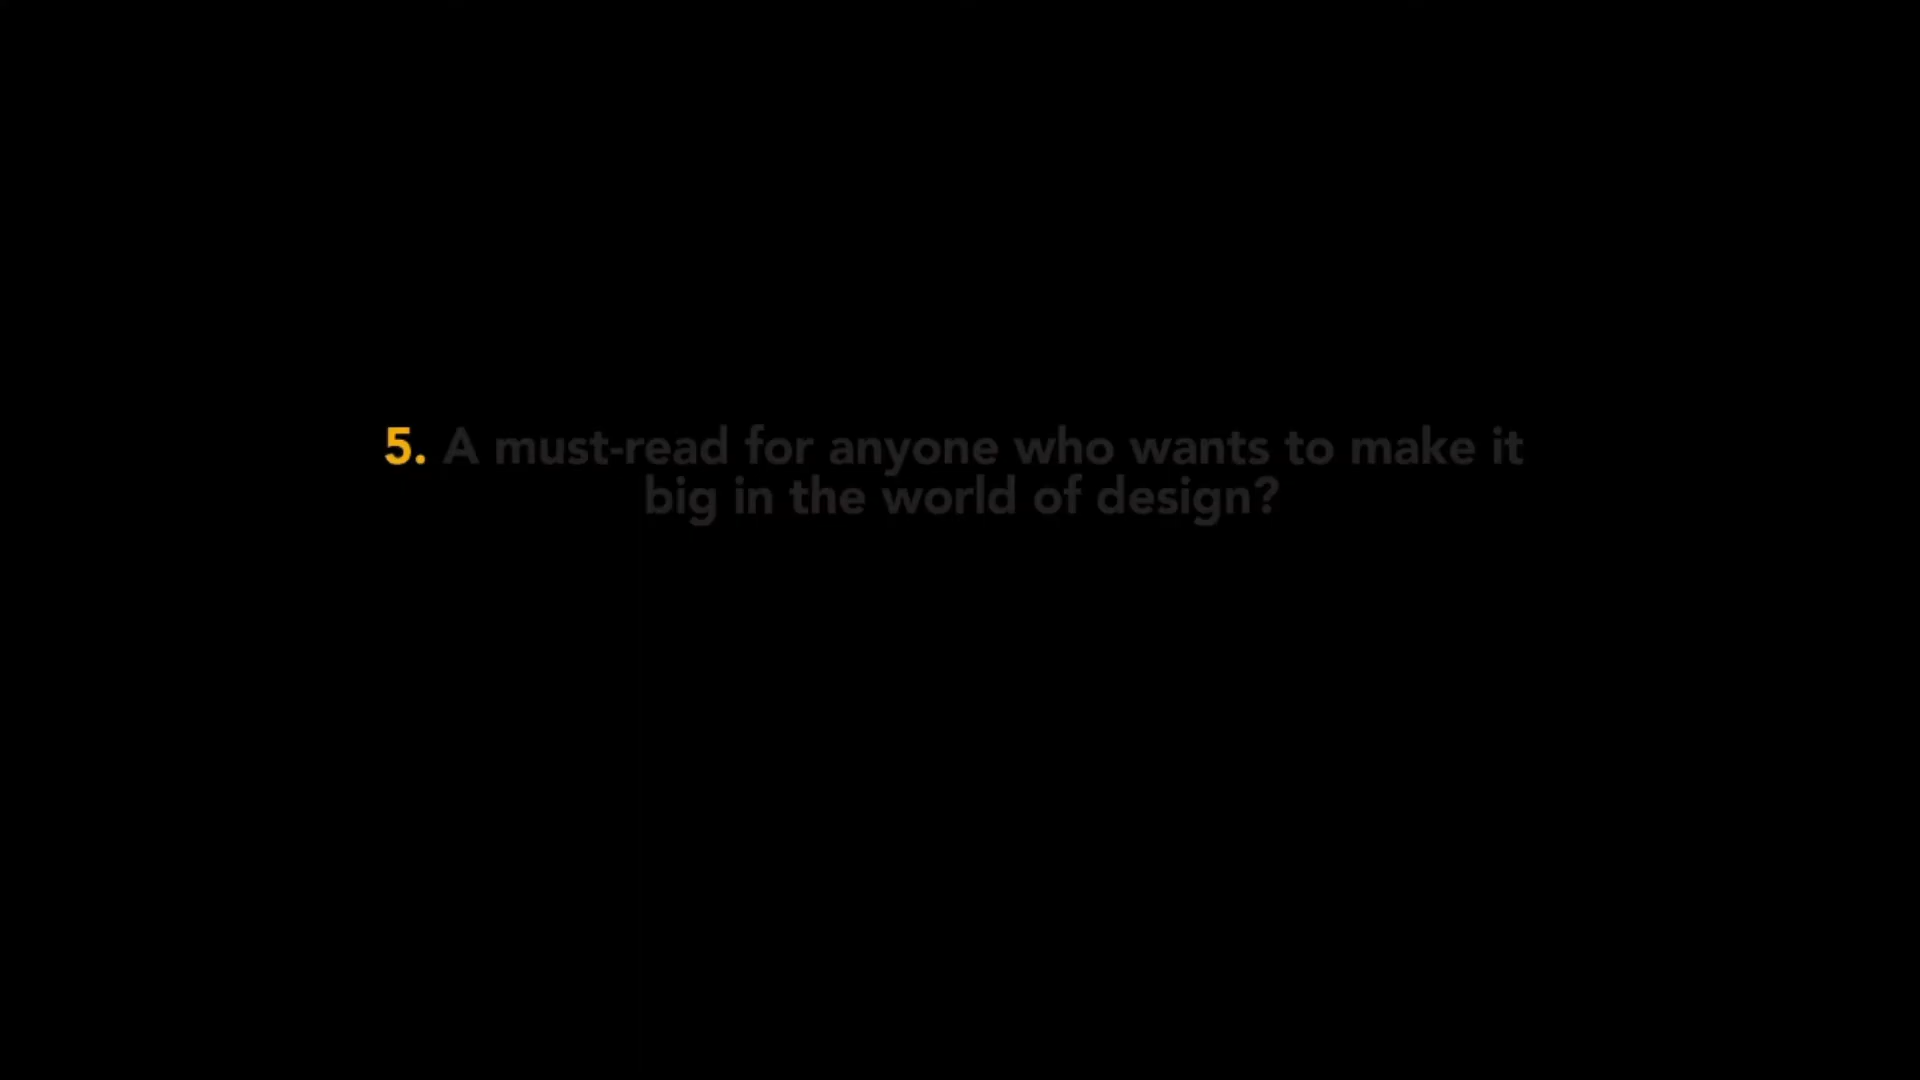 5. A must-read for anyone who wants to make it
big in the world of design?